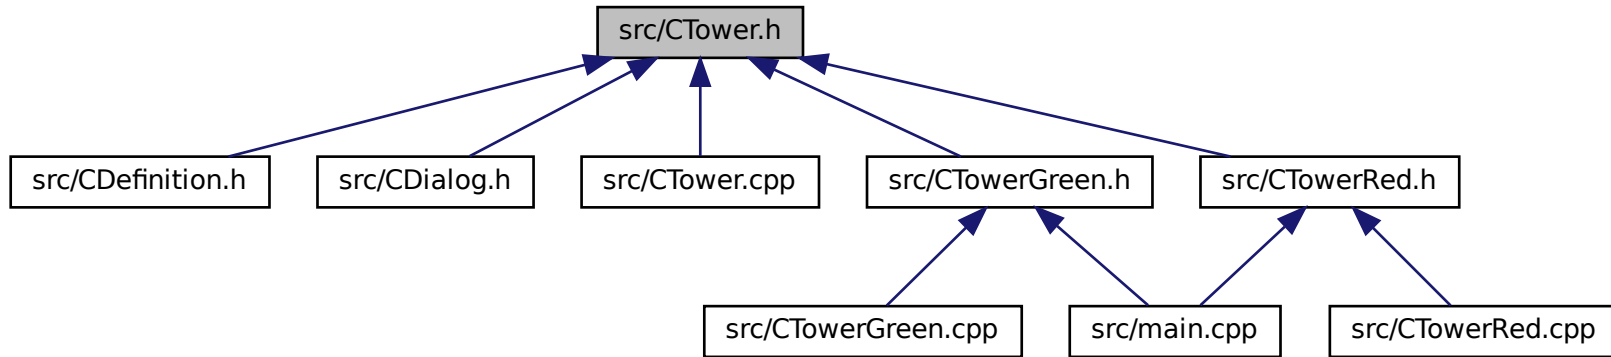 src/CTower.h
src/CDefinition.h
src/CDialog.h
src/CTower.cpp
src/CTowerGreen.h
src/CTowerRed.h
src/CTowerGreen.cpp
src/main.cpp
src/CTowerRed.cpp